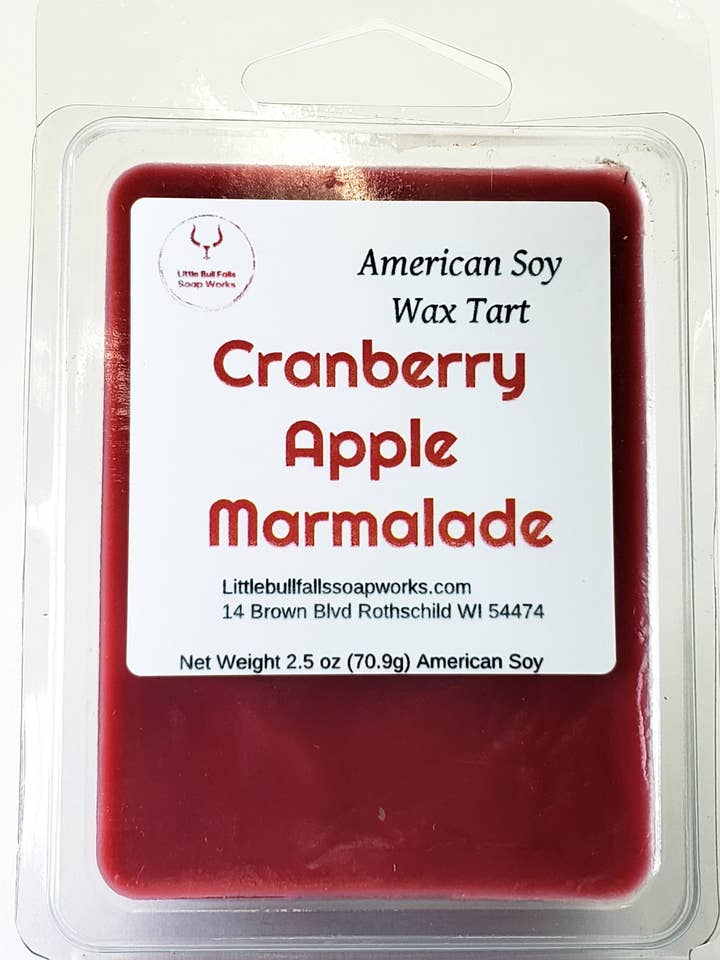 Little Bull Falls
Soap Works
American Soy
Wax Tart
Cranberry
Apple
Marmalade
Littlebullfallssoapworks.com
14 Brown Blvd Rothschild WI 54474
Net Weight 2.5 oz (70.9g) American Soy